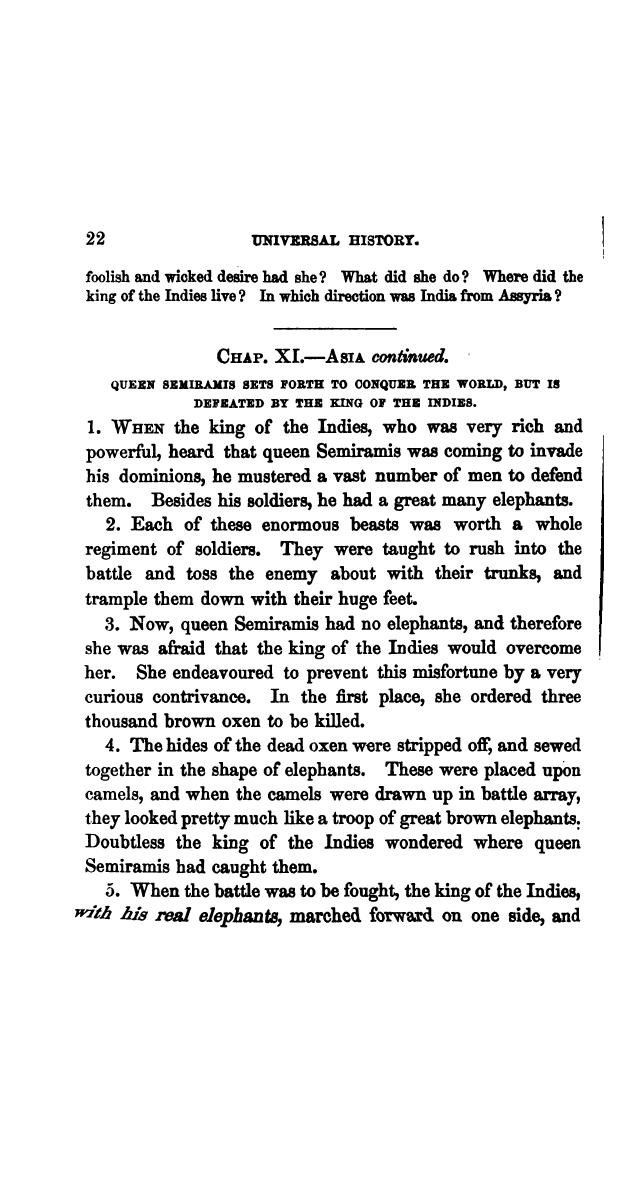 22 UNIVERSAL HISTORY.
foolish and wicked desire had she? What did she do? Where did the
king of the Indies live? In which direction was India from Assyria?
CHAP. XI.—ASIA continued.
QUEEN SEMIRAMIS SETS FORTH TO CONQUER THE WORLD, BUT IS
DEFEATED BY THE KING OF THE INDIES.
1. WHEN the king of the Indies, who was very rich and
powerful, heard that queen Semiramis was coming to invade
his dominions, he mustered a vast number of men to defend
them. Besides his soldiers, he had a great many elephants.
2. Each of these enormous beasts was worth a whole
regiment of soldiers. They were taught to rush into the
battle and toss the enemy about with their trunks, and
trample them down with their huge feet.
3. Now, queen Semiramis had no elephants, and therefore
she was afraid that the king of the Indies would overcome
her. She endeavoured to prevent this misfortune by a very
curious contrivance. In the first place, she ordered three
thousand brown oxen to be killed.
4. The hides of the dead oxen were stripped off, and sewed
together in the shape of elephants. These were placed upon
camels, and when the camels were drawn up in battle array,
they looked pretty much like a troop of great brown elephants.
Doubtless the king of the Indies wondered where queen
Semiramis had caught them.
5. When the battle was to be fought, the king of the Indies,
with his real elephants, marched forward on one side, and